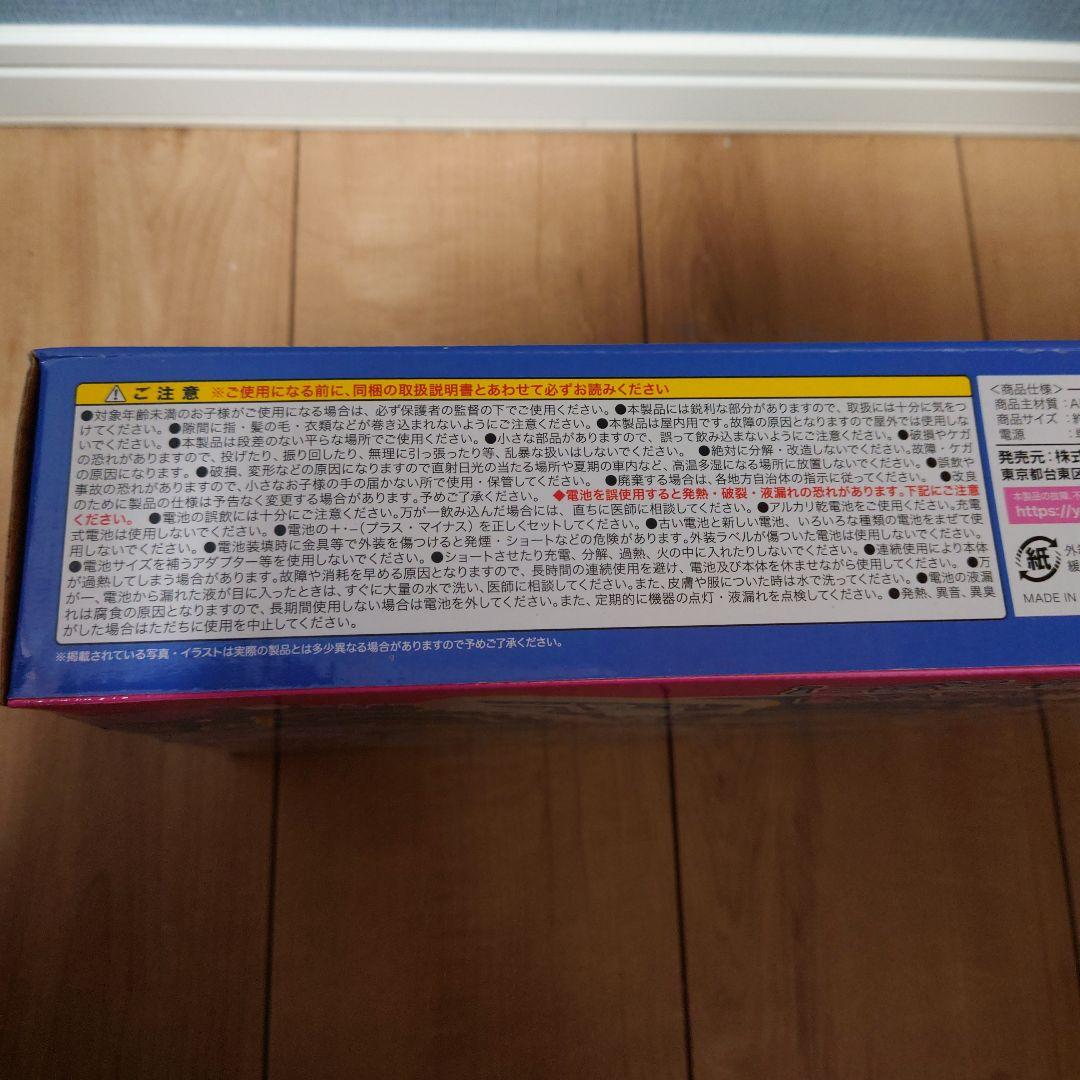 ご注意 ※ご使用になる前に、同梱の取扱説明書とあわせて必ずお読みください
●対象年齢未満のお子様がご使用になる場合は、必ず保護者の監督の下でご使用ください。●本製品には鋭利な部分がありますので、取扱には十分に気をつ
けてください。●隙間に指・髪の毛・衣類などが巻き込まれないようにご注意ください。●本製品は屋内用です。故障の原因となりますので屋外では使用しな
いでください。●本製品は段差のない平らな場所でご使用ください。●小さな部品がありますので、誤って飲み込まないようにご注意ください。●破損やケガ
の恐れがありますので、投げたり、振り回したり、無理に引っ張ったり等、乱暴な扱いはしないでください。●絶対に分解・改造しないでください。故障・ケガ
の原因になります。●破損、変形などの原因になりますので直射日光の当たる場所や夏期の車内など、高温多湿になる場所に放置しないでください。●誤飲や
事故の恐れがありますので、小さなお子様の手の届かない所で使用・保管してください。●廃棄する場合は、各地方自治体の指示に従ってください。●改良
のために製品の仕様は予告なく変更する場合があります。予めご了承ください。◆電池を誤使用すると発熱・破裂・液漏れの恐れがあります。下記にご注意
ください。●電池の誤飲には十分にご注意ください。万が一飲み込んだ場合には、直ちに医師に相談してください。●アルカリ乾電池をご使用ください。充電
式電池は使用しないでください。●電池の+・−(プラス・マイナス)を正しくセットしてください。●古い電池と新しい電池、いろいろな種類の電池をまぜて使
用しないでください。●電池装填時に金具等で外装を傷つけると発煙・ショートなどの危険があります。外装ラベルが傷ついた電池は使用しないでください。
●電池サイズを補うアダプター等を使用しないでください。●ショートさせたり充電、分解、過熱、火の中に入れたりしないでください。●連続使用により本体
が過熱してしまう場合があります。故障や消耗を早める原因となりますので、長時間の連続使用を避け、電池及び本体を休ませながら使用してください。●万
が一、電池から漏れた液が目に入ったときは、すぐに大量の水で洗い、医師に相談してください。また、皮膚や服についた時は水で洗ってください。●電池の液漏
れは腐食の原因となりますので、長期間使用しない場合は電池を外してください。また、定期的に機器の点灯・液漏れを点検してください。●発熱、異音、異臭
がした場合はただちに使用を中止してください。
※掲載されている写真・イラストは実際の製品とは多少異なる場合がありますので予めご了承ください。
<商品仕様>
商品主材質:A
商品サイズ:約
電源 :
発売元:株式
東京都台東区
本製品の故障、不
https://y
紙
外
MADE IN